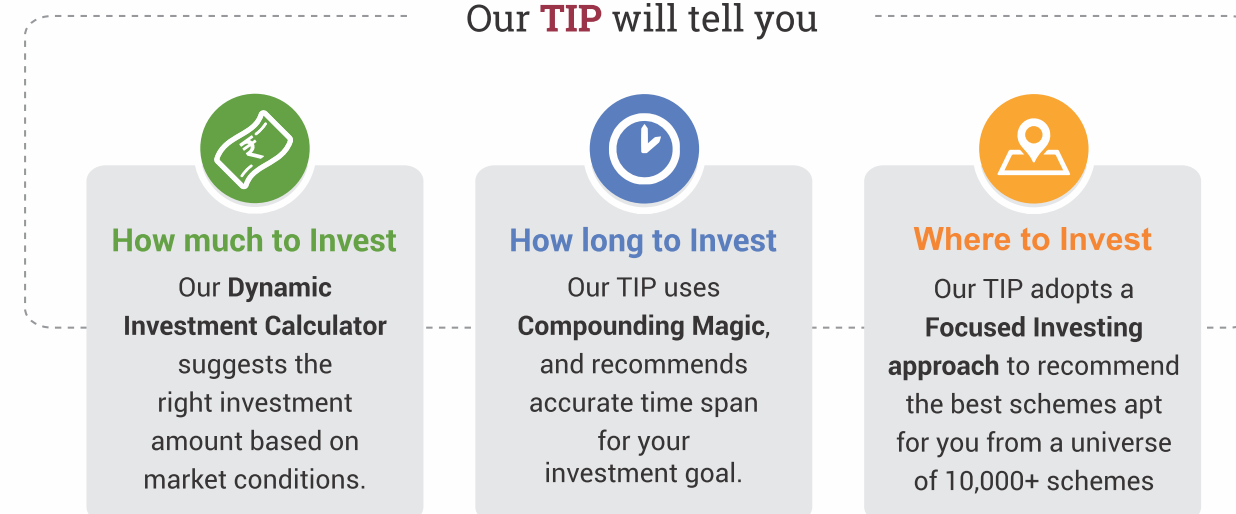 Our TIP will tell you
How much to Invest
Our Dynamic
Investment Calculator
suggests the
right investment
amount based on
market conditions.
How long to Invest
Our TIP uses
Compounding Magic,
and recommends
accurate time span
for your
investment goal.
Where to Invest
Our TIP adopts a
Focused Investing
approach to recommend
the best schemes apt
for you from a universe
of 10,000+ schemes